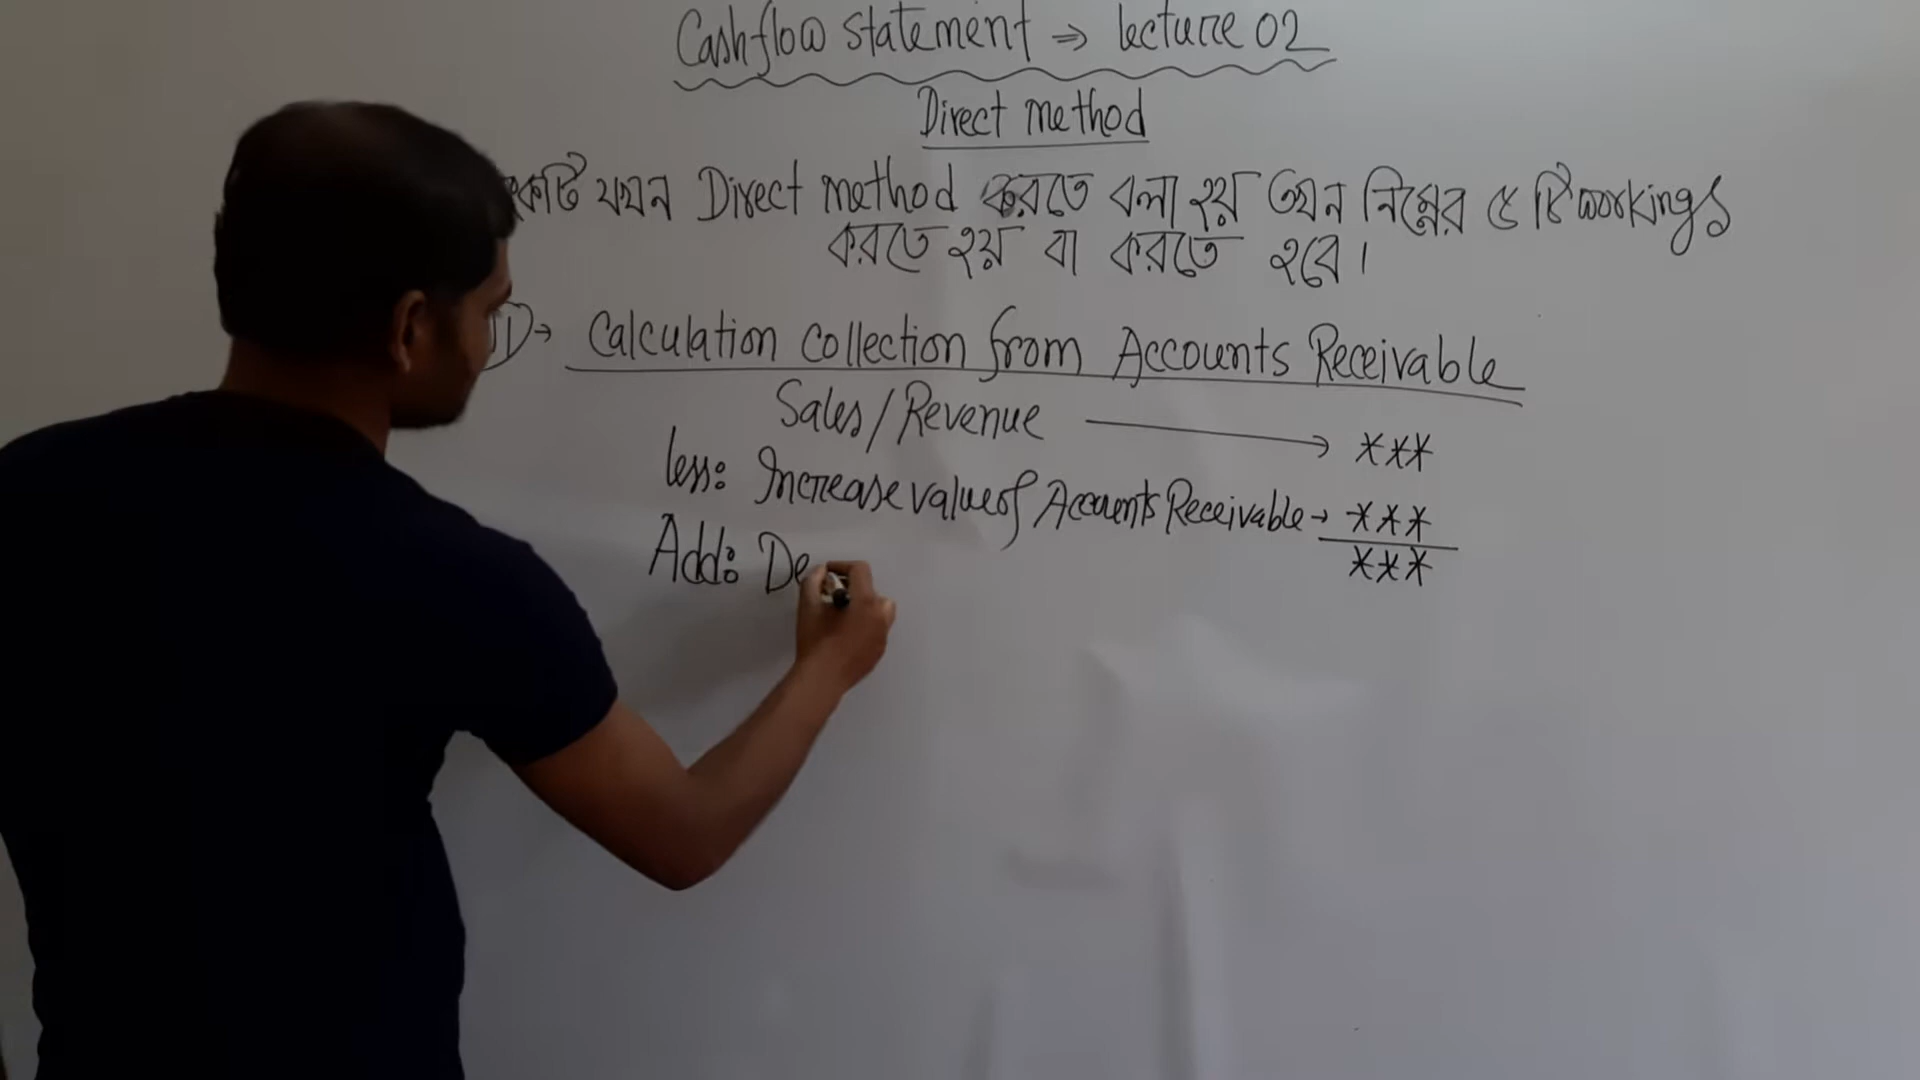 Cashflow statement ⇒ lecture 02
Direct method
যখন Direct method করতে বলা হয় তখন নিম্নের ৫ টি workings
করতে হয় বা করতে হবে।
→ Calculation Collection from Accounts Receivable
Sales/Revenue → ***
less: Increase value of Accounts Receivable → ***
***
Add: De